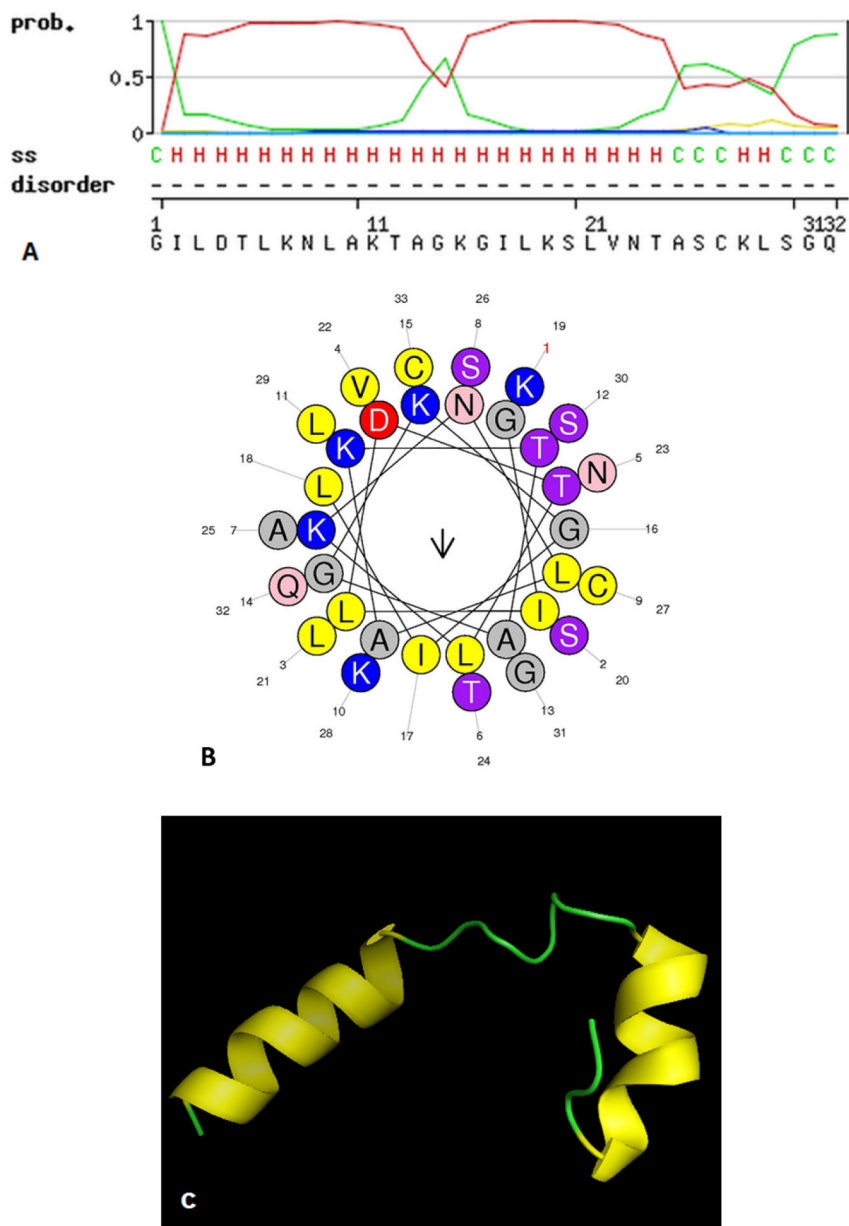 prob.
1
0.5
0
ss
C H H H H H H H H H H H H H H H H H H H H H H H C C C H H C C C
disorder
- - - - - - - - - - - - - - - - - - - - - - - - - - - - - - - -
1 11 21 3132
G I L D T L K N L A K T A G K G I L K S L V N T A S C K L S G Q
A
33 26
22 15 8 19
4 1
C S
V K
29 30
K N
11 12
D G
L S
K T
18 5 23
L T N
25 7 A K G 16
G L
32 14 Q C 9 27
L I
21 3 L S 2 20
A A
I L
K G
10 T 13
28 17 6 31
24
B
C